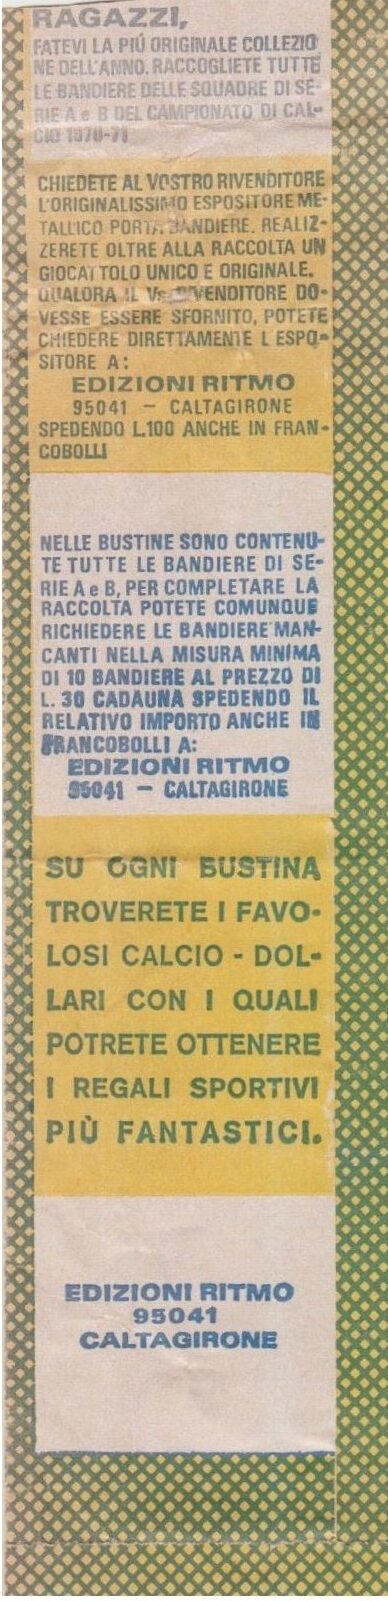 RAGAZZI,
FATEVI LA PIÚ ORIGINALE COLLEZIO
NE DELL'ANNO. RACCOGLIETE TUTTE
LE BANDIERE DELLE SQUADRE DI SE-
RIE A e B DEL CAMPIONATO DI CAL-
CIO 1970-71
CHIEDETE AL VOSTRO RIVENDITORE
L'ORIGINALISSIMO ESPOSITORE ME-
TALLICO PORTA BANDIERE. REALIZ-
ZERETE OLTRE ALLA RACCOLTA UN
GIOCATTOLO UNICO E ORIGINALE.
QUALORA IL Vs. RIVENDITORE DO-
VESSE ESSERE SFORNITO, POTETE
CHIEDERE DIRETTAMENTE L'ESPO-
SITORE A:
EDIZIONI RITMO
95041 – CALTAGIRONE
SPEDENDO L.100 ANCHE IN FRAN-
COBOLLI
NELLE BUSTINE SONO CONTENU-
TE TUTTE LE BANDIERE DI SE-
RIE A e B, PER COMPLETARE LA
RACCOLTA POTETE COMUNQUE
RICHIEDERE LE BANDIERE MAN-
CANTI NELLA MISURA MINIMA
DI 10 BANDIERE AL PREZZO DI
L. 30 CADAUNA SPEDENDO IL
RELATIVO IMPORTO ANCHE IN
FRANCOBOLLI A:
EDIZIONI RITMO
95041 – CALTAGIRONE
SU OGNI BUSTINA
TROVERETE I FAVO-
LOSI CALCIO - DOL-
LARI CON I QUALI
POTRETE OTTENERE
I REGALI SPORTIVI
PIÙ FANTASTICI.
EDIZIONI RITMO
95041
CALTAGIRONE